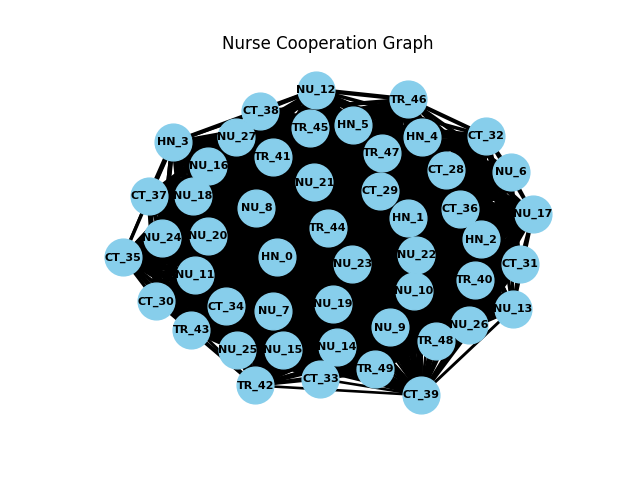 Nurse Cooperation Graph
NU_12
TR_46
CT_38
NU_27
TR_45
HN_5
HN_4
CT_32
HN_3
TR_41
TR_47
NU_16
CT_28
NU_6
NU_21
CT_29
CT_37
NU_18
NU_8
CT_36
HN_1
NU_17
TR_44
NU_24
NU_20
HN_2
NU_22
CT_35
HN_0
NU_23
CT_31
NU_11
TR_40
NU_10
CT_30
CT_34
NU_7
NU_19
NU_13
TR_43
NU_9
NU_26
TR_48
NU_25
NU_15
NU_14
TR_49
TR_42
CT_33
CT_39